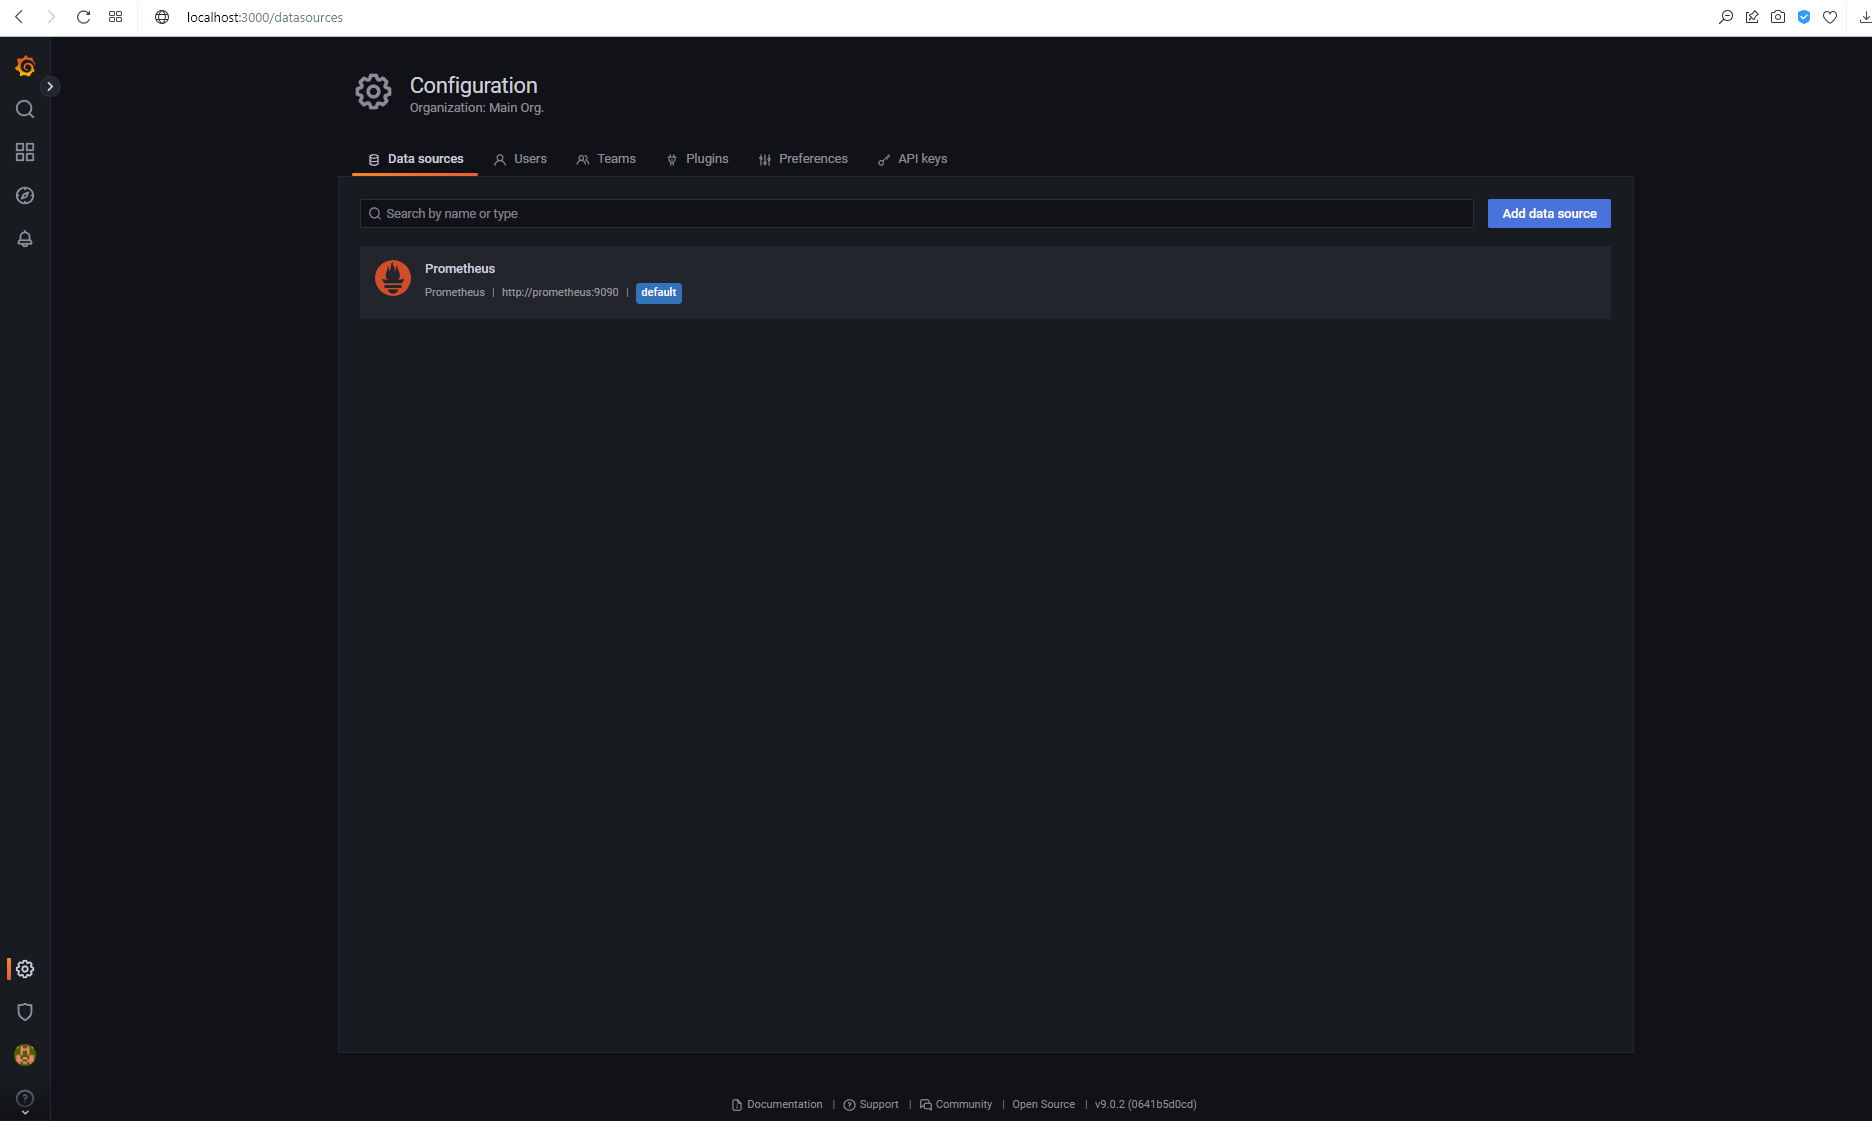 localhost:3000/datasources
Configuration
Organization: Main Org.
Data sources Users Teams Plugins Preferences API keys
Search by name or type Add data source
Prometheus
Prometheus | http://prometheus:9090 | default
Documentation | Support | Community | Open Source | v9.0.2 (0641b5d0cd)